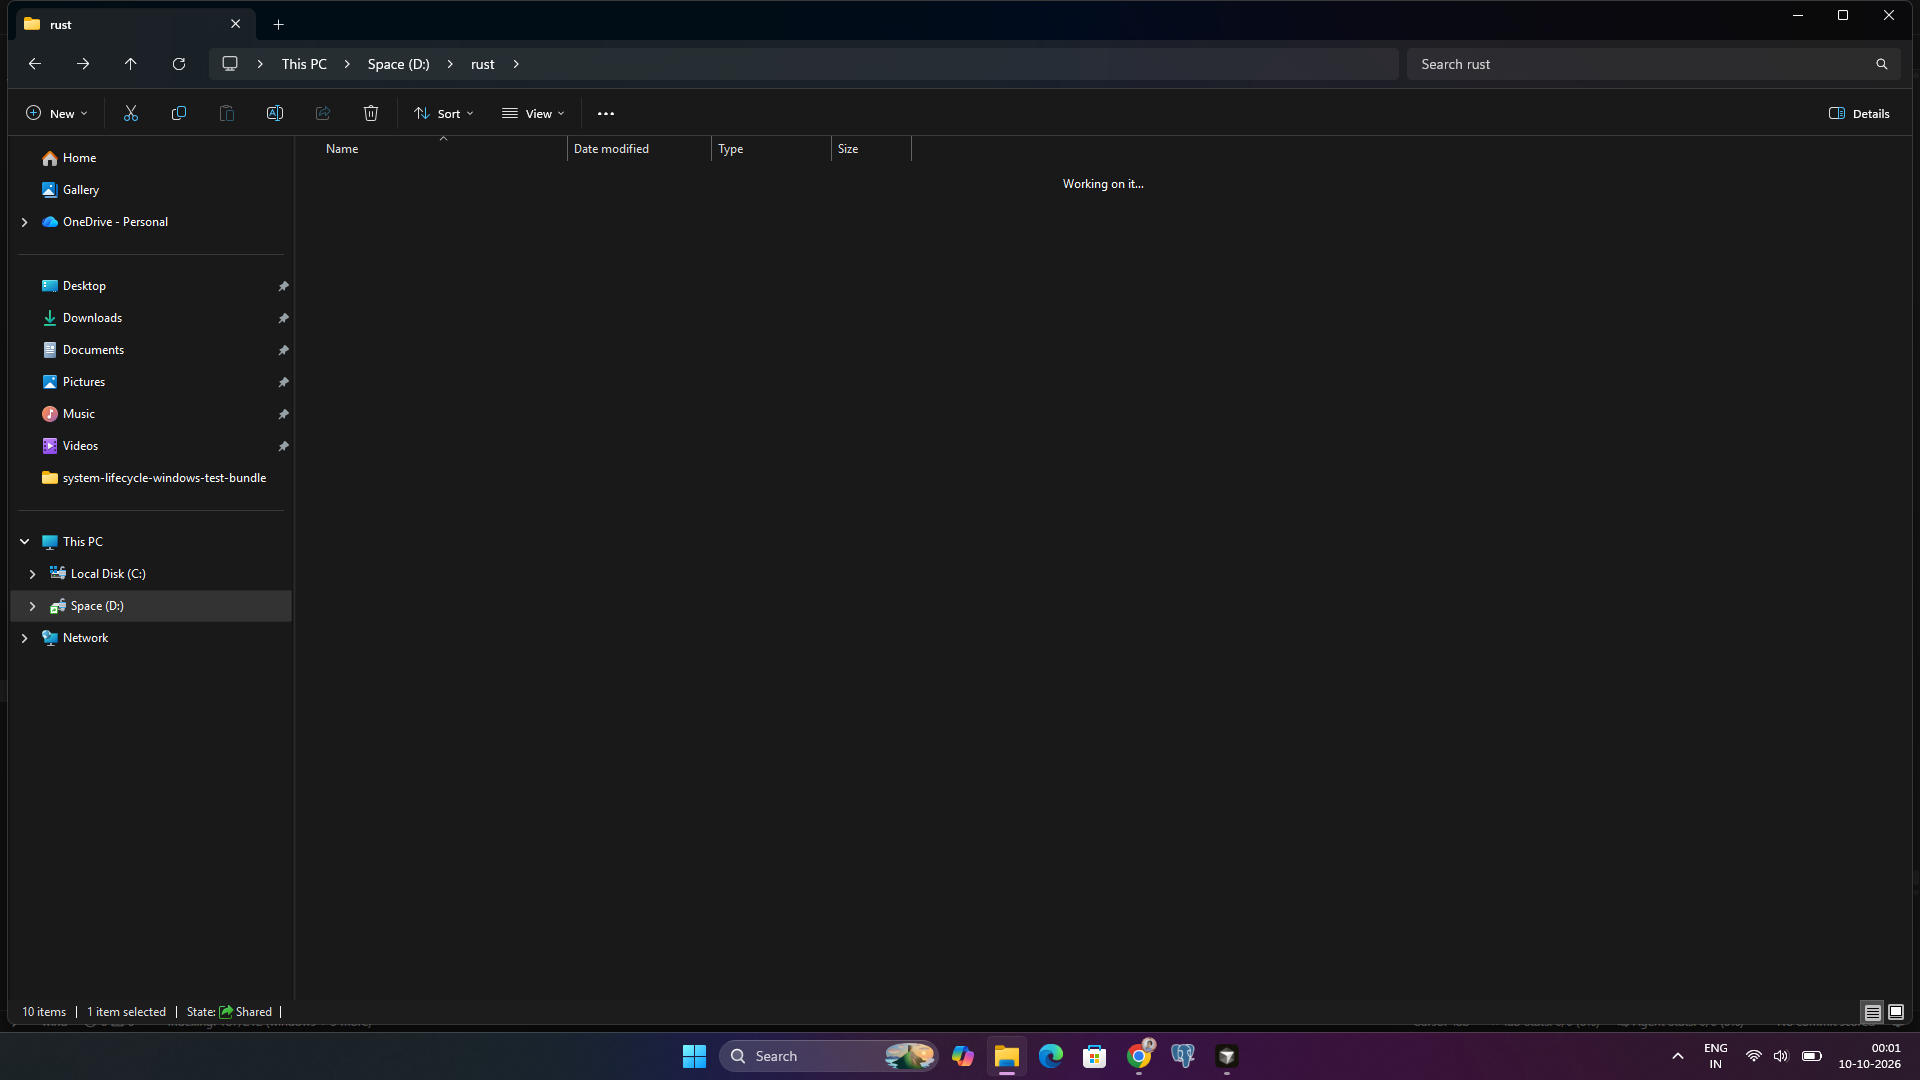 rust
This PC
Space (D:)
rust
Search rust
New
Sort
View
Details
Name
Date modified
Type
Size
Working on it...
Home
Gallery
OneDrive - Personal
Desktop
Downloads
Documents
Pictures
Music
Videos
system-lifecycle-windows-test-bundle
This PC
Local Disk (C:)
Space (D:)
Network
10 items
1 item selected
State: Shared
Search
ENG
IN
00:01
10-10-2026